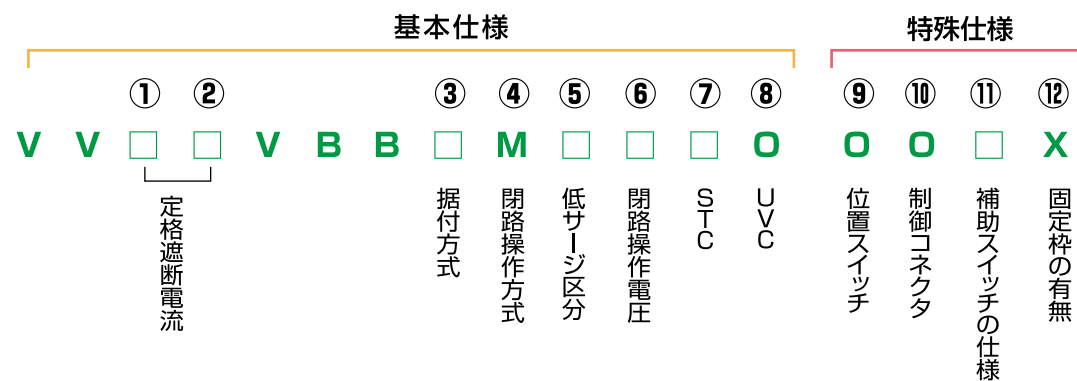 基本仕様 特殊仕様
① ② ③ ④ ⑤ ⑥ ⑦ ⑧ ⑨ ⑩ ⑪ ⑫
V V □ □ V B B □ M □ □ □ O O O □ X
定格遮断電流
据付方式
閉路操作方式
低サージ区分
閉路操作電圧
STC
UVC
位置スイッチ
制御コネクタ
補助スイッチの仕様
固定枠の有無